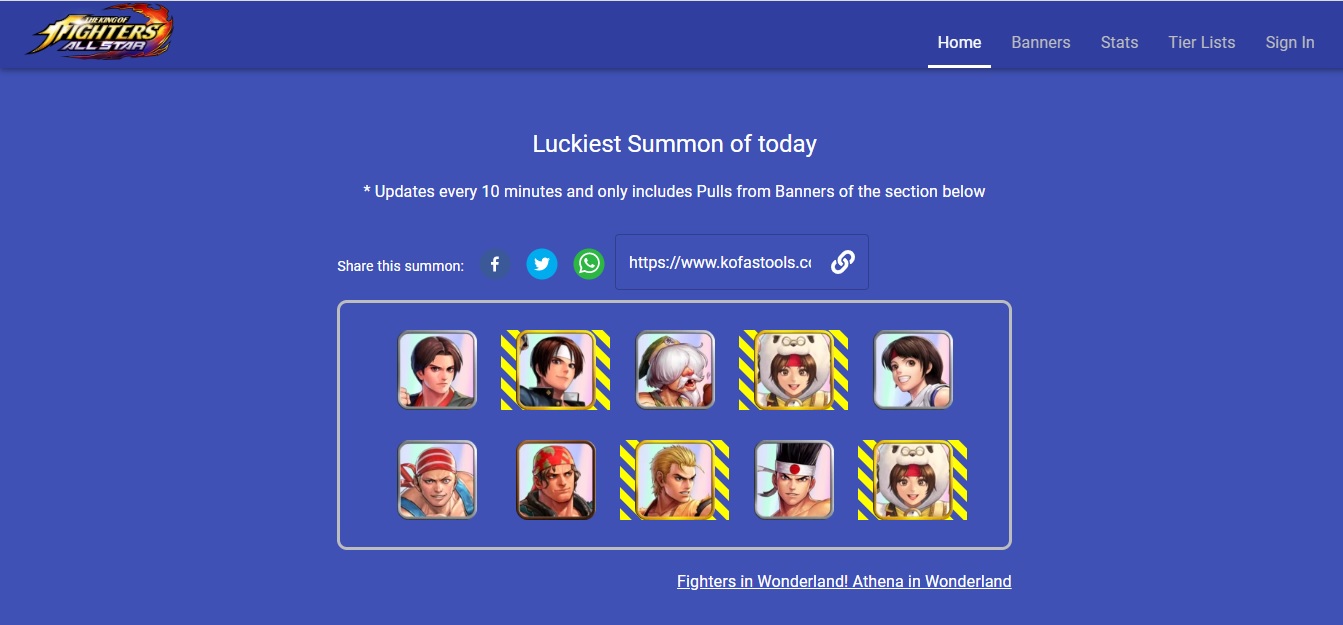 THE KING OF
FIGHTERS
ALL STAR
Home Banners Stats Tier Lists Sign In
Luckiest Summon of today
* Updates every 10 minutes and only includes Pulls from Banners of the section below
Share this summon: f https://www.kofastools.co
Fighters in Wonderland! Athena in Wonderland